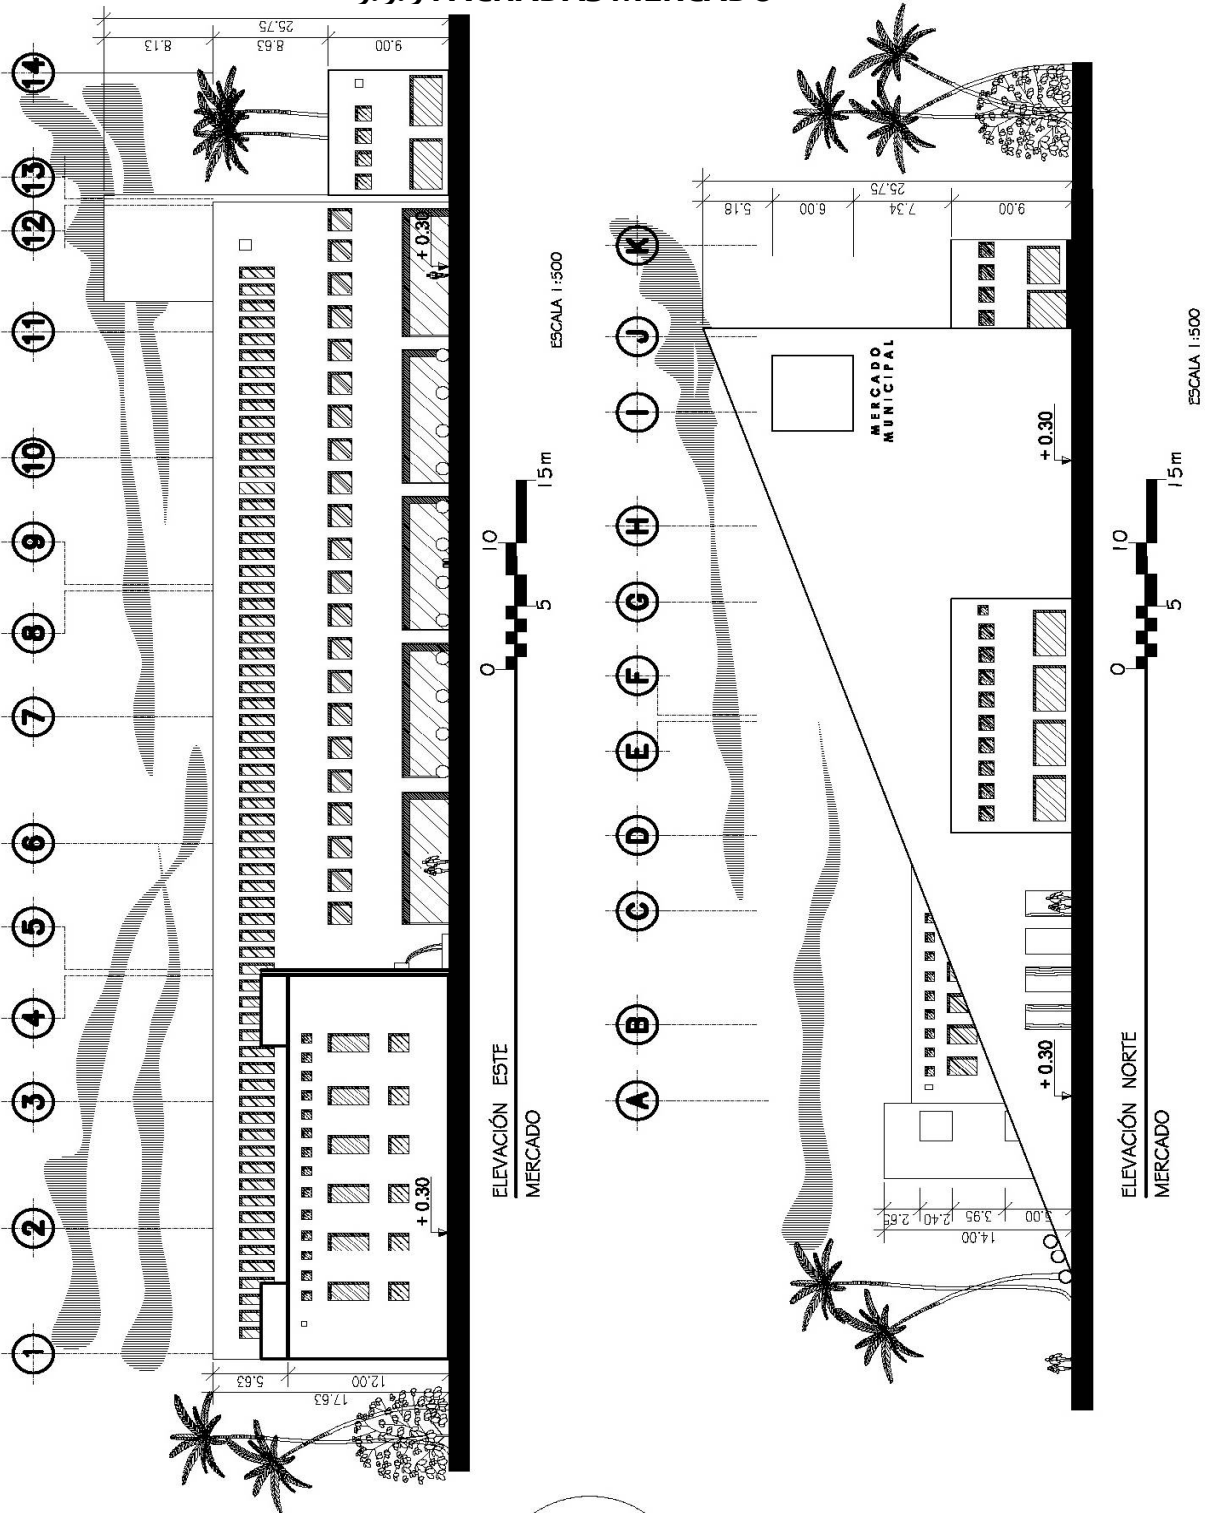 FACHADAS MERCADO
1 2 3 4 5 6 7 8 9 10 11 12 13 14
17.63
5.63
12.00
25.75
8.13
8.63
9.00
+ 0.30
+ 0.30
ELEVACIÓN ESTE
MERCADO
0 5 10 15m
ESCALA 1:500
A B C D E F G H I J K
14.00
2.65
2.40
3.95
5.00
25.75
5.18
6.00
7.34
9.00
MERCADO
MUNICIPAL
+ 0.30
+ 0.30
ELEVACIÓN NORTE
MERCADO
0 5 10 15m
ESCALA 1:500